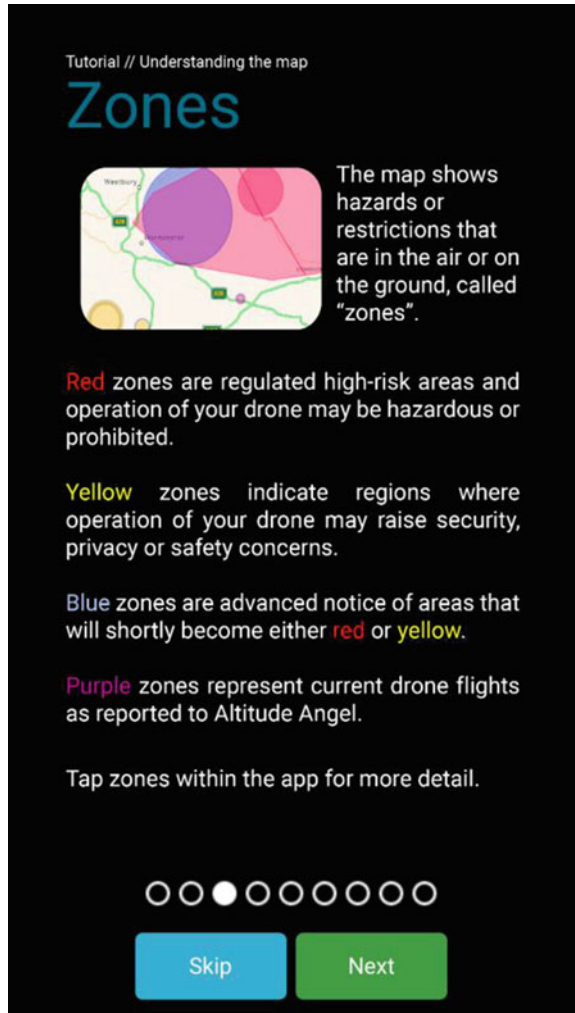 Tutorial // Understanding the map
Zones
Westbury
The map shows
hazards or
restrictions that
are in the air or on
the ground, called
“zones”.
Red zones are regulated high-risk areas and
operation of your drone may be hazardous or
prohibited.
Yellow zones indicate regions where
operation of your drone may raise security,
privacy or safety concerns.
Blue zones are advanced notice of areas that
will shortly become either red or yellow.
Purple zones represent current drone flights
as reported to Altitude Angel.
Tap zones within the app for more detail.
Skip
Next